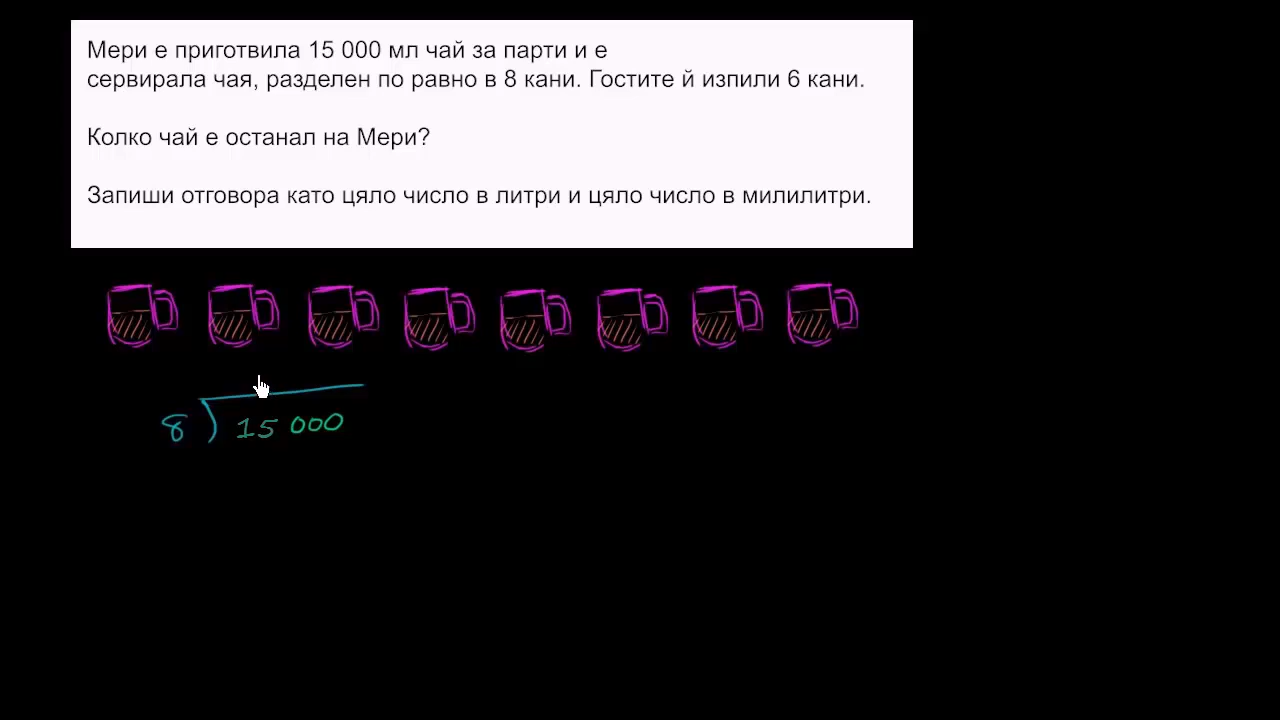 Мери е приготвила 15 000 мл чай за парти и е
сервирала чая, разделен по равно в 8 кани. Гостите й изпили 6 кани.
Колко чай е останал на Мери?
Запиши отговора като цяло число в литри и цяло число в милилитри.
8 ) 15 000